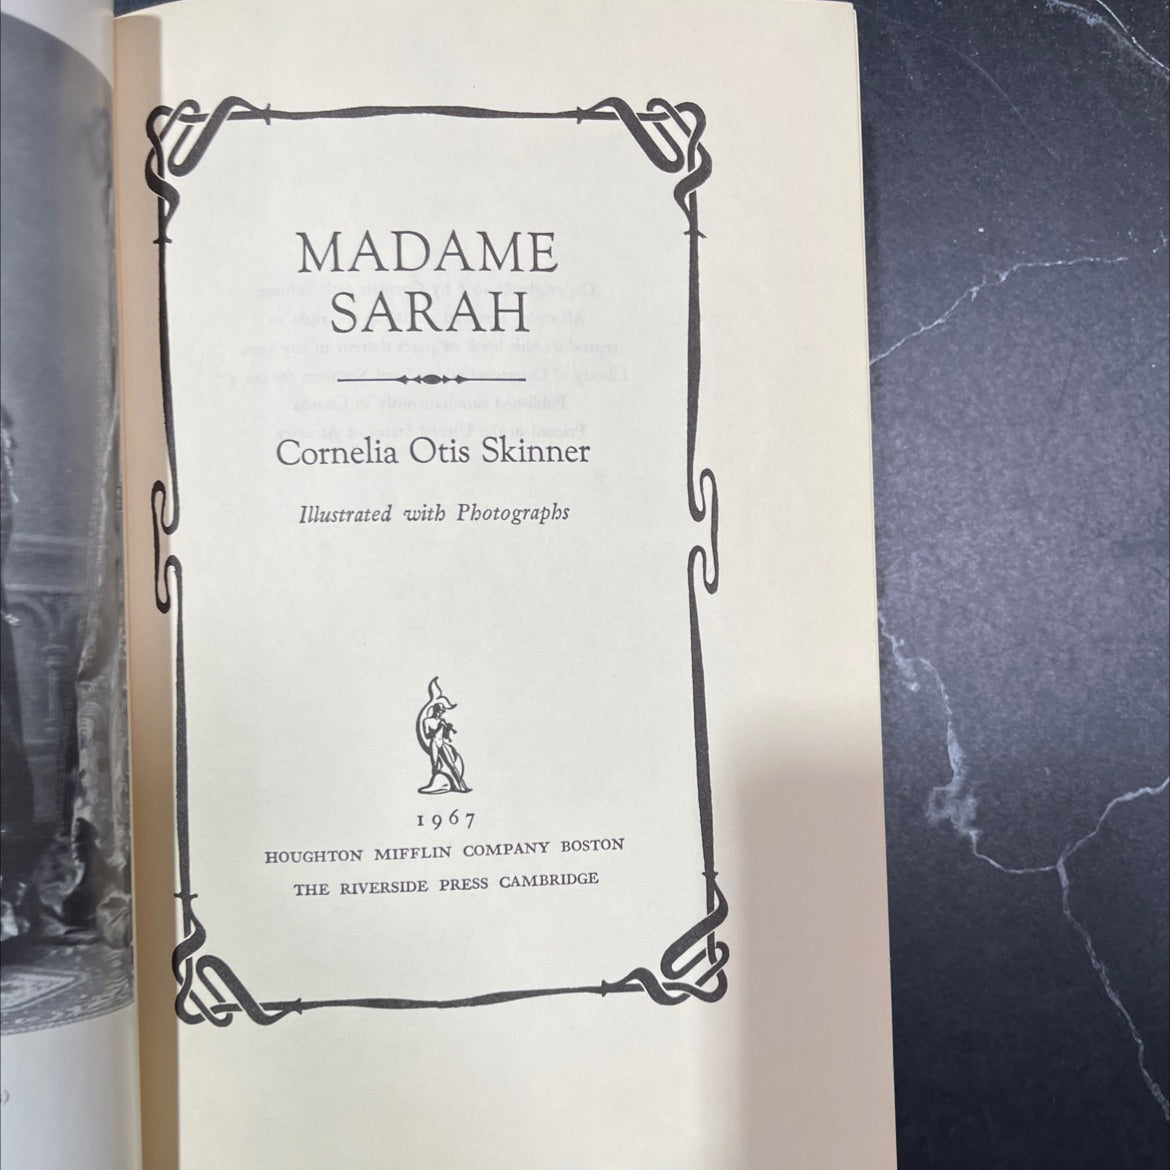 MADAME
SARAH
Cornelia Otis Skinner
Illustrated with Photographs
1967
HOUGHTON MIFFLIN COMPANY BOSTON
THE RIVERSIDE PRESS CAMBRIDGE